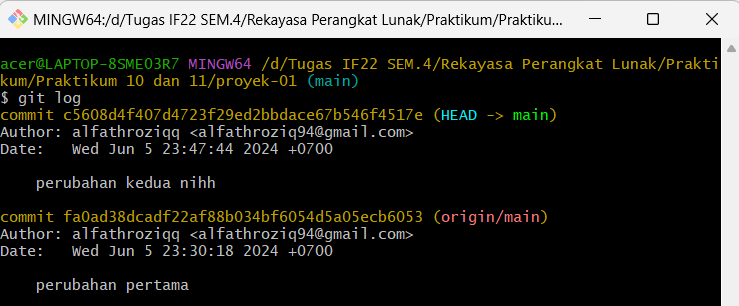 MINGW64:/d/Tugas IF22 SEM.4/Rekayasa Perangkat Lunak/Praktikum/Praktiku...
acer@LAPTOP-8SME03R7 MINGW64 /d/Tugas IF22 SEM.4/Rekayasa Perangkat Lunak/Prakti
kum/Praktikum 10 dan 11/proyek-01 (main)
$ git log
commit c5608d4f407d4723f29ed2bbdace67b546f4517e (HEAD -> main)
Author: alfathroziqq <alfathroziq94@gmail.com>
Date:   Wed Jun 5 23:47:44 2024 +0700
    perubahan kedua nihh
commit fa0ad38dcadf22af88b034bf6054d5a05ecb6053 (origin/main)
Author: alfathroziqq <alfathroziq94@gmail.com>
Date:   Wed Jun 5 23:30:18 2024 +0700
    perubahan pertama